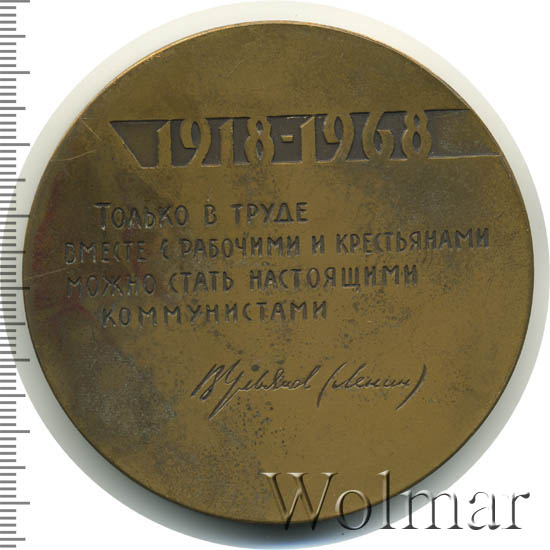 1918-1968
ТОЛЬКО В ТРУДЕ
ВМЕСТЕ С РАБОЧИМИ И КРЕСТЬЯНАМИ
МОЖНО СТАТЬ НАСТОЯЩИМИ
КОММУНИСТАМИ
В Ульянов (Ленин)
Wolmar